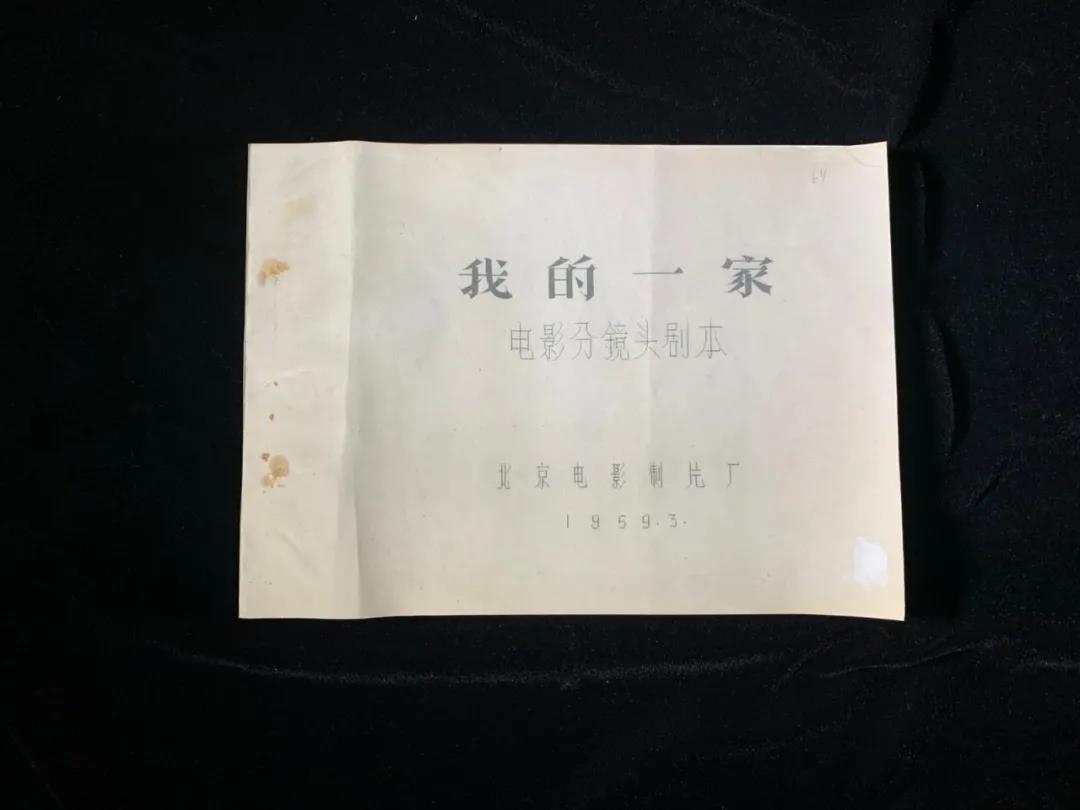 64
我的一家
电影分镜头剧本
北京电影制片厂
1959.3.